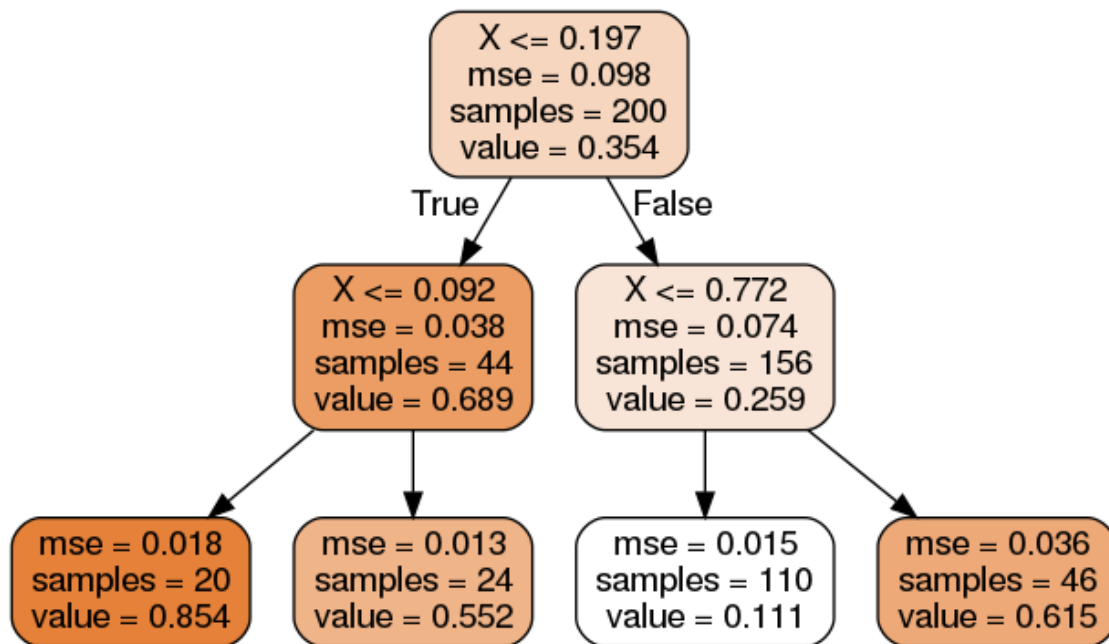 X <= 0.197
mse = 0.098
samples = 200
value = 0.354
True
False
X <= 0.092
mse = 0.038
samples = 44
value = 0.689
X <= 0.772
mse = 0.074
samples = 156
value = 0.259
mse = 0.018
samples = 20
value = 0.854
mse = 0.013
samples = 24
value = 0.552
mse = 0.015
samples = 110
value = 0.111
mse = 0.036
samples = 46
value = 0.615